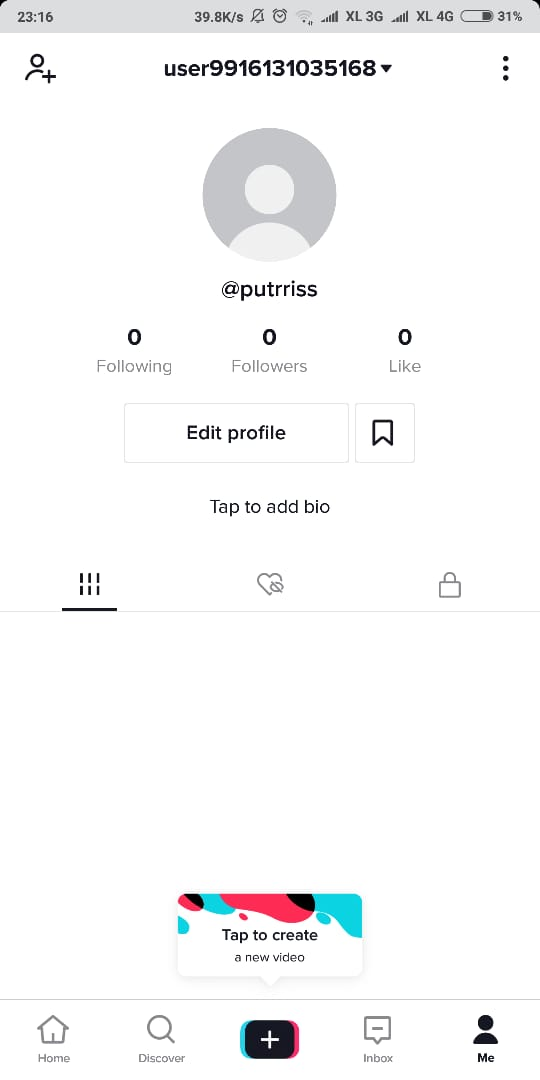 23:16 39.8K/s XL 3G XL 4G 31%
user9916131035168
@putrriss
0 0 0
Following Followers Like
Edit profile
Tap to add bio
Tap to create
a new video
Home Discover Inbox Me